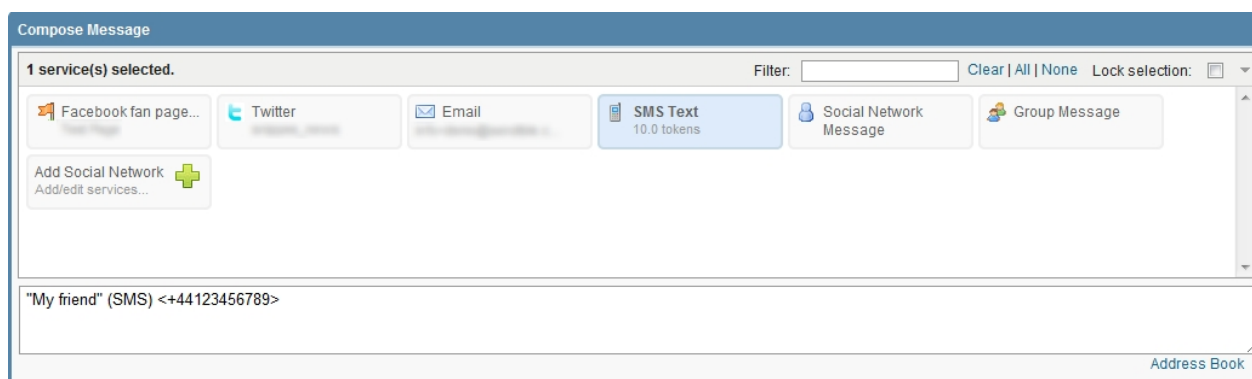 Compose Message
1 service(s) selected. Filter: Clear | All | None Lock selection:
Facebook fan page... Twitter Email SMS Text Social Network Group Message
10.0 tokens Message
Add Social Network
Add/edit services...
"My friend" (SMS) <+44123456789>
Address Book